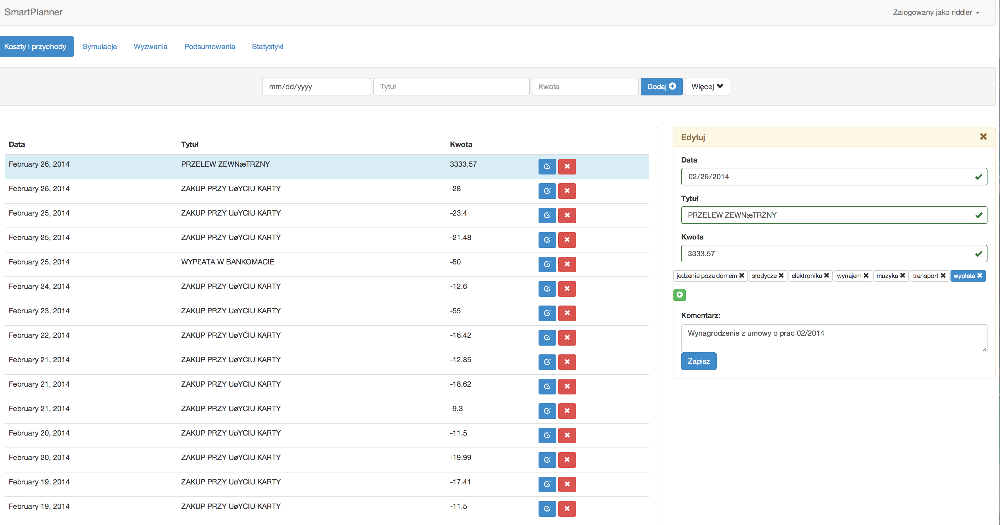 SmartPlanner Zalogowany jako riddler
Koszty i przychody Symulacje Wyzwania Podsumowania Statystyki
mm/dd/yyyy Tytuł Kwota Dodaj Więcej
Data Tytuł Kwota
February 26, 2014 PRZELEW ZEWNæTRZNY 3333.57
February 26, 2014 ZAKUP PRZY UøYCIU KARTY -28
February 25, 2014 ZAKUP PRZY UøYCIU KARTY -23.4
February 25, 2014 ZAKUP PRZY UøYCIU KARTY -21.48
February 25, 2014 WYP£ATA W BANKOMACIE -50
February 24, 2014 ZAKUP PRZY UøYCIU KARTY -12.6
February 23, 2014 ZAKUP PRZY UøYCIU KARTY -55
February 22, 2014 ZAKUP PRZY UøYCIU KARTY -16.42
February 21, 2014 ZAKUP PRZY UøYCIU KARTY -12.85
February 21, 2014 ZAKUP PRZY UøYCIU KARTY -18.62
February 21, 2014 ZAKUP PRZY UøYCIU KARTY -9.3
February 20, 2014 ZAKUP PRZY UøYCIU KARTY -11.5
February 20, 2014 ZAKUP PRZY UøYCIU KARTY -19.99
February 19, 2014 ZAKUP PRZY UøYCIU KARTY -17.41
February 19, 2014 ZAKUP PRZY UøYCIU KARTY -11.5
Edytuj
Data
02/26/2014
Tytuł
PRZELEW ZEWNæTRZNY
Kwota
3333.57
jedzenie poza domem słodycze elektronika wynajem muzyka transport wypłata
Komentarz:
Wynagrodzenie z umowy o prac 02/2014
Zapisz